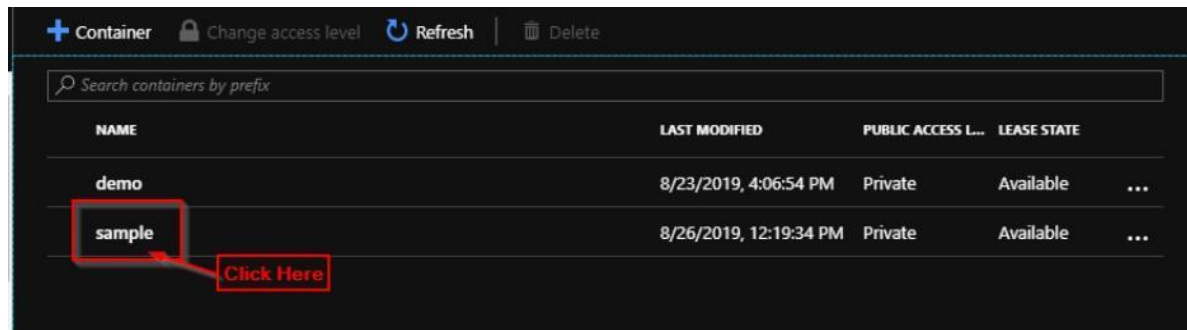 Container Change access level Refresh Delete
Search containers by prefix
NAME LAST MODIFIED PUBLIC ACCESS L... LEASE STATE
demo 8/23/2019, 4:06:54 PM Private Available ...
sample 8/26/2019, 12:19:34 PM Private Available ...
Click Here